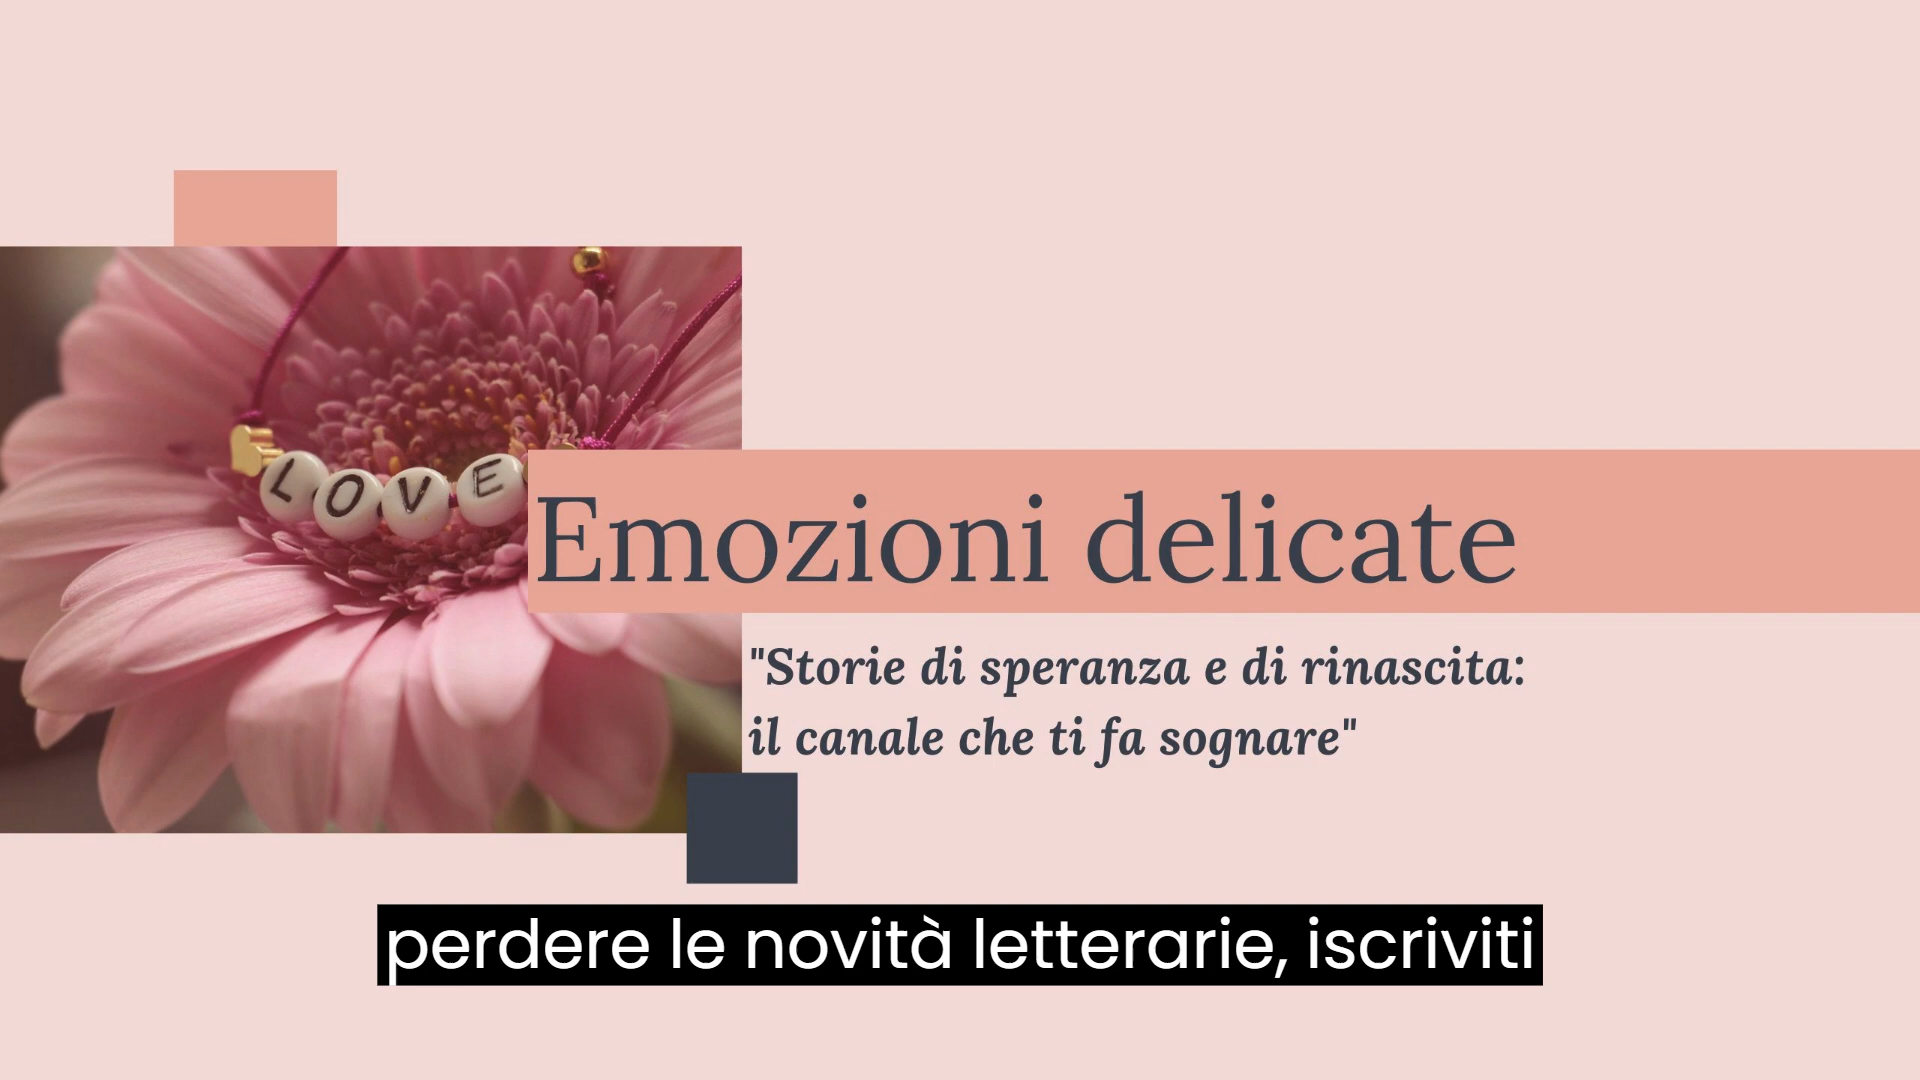 LOVE
Emozioni delicate
"Storie di speranza e di rinascita:
il canale che ti fa sognare"
perdere le novità letterarie, iscriviti